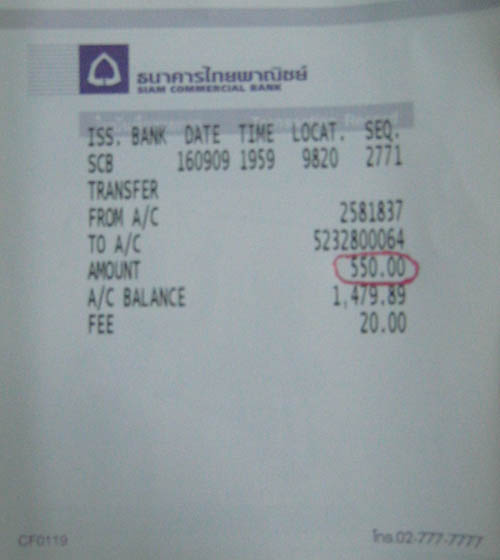 ธนาคารไทยพาณิชย์
SIAM COMMERCIAL BANK
ISS. BANK DATE TIME LOCAT. SEQ.
SCB 160909 1959 9820 2771
TRANSFER
FROM A/C 2581837
TO A/C 5232800064
AMOUNT 550.00
A/C BALANCE 1,479.89
FEE 20.00
CF0119 โทร.02-777-7777